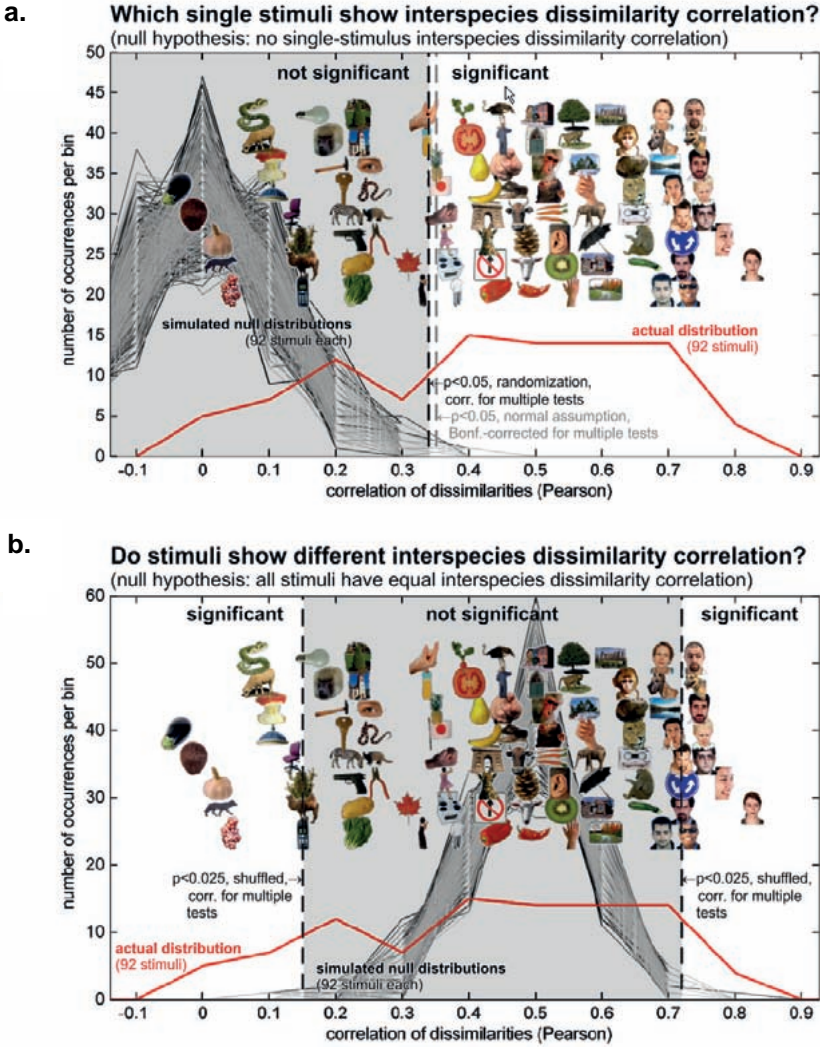 a.
Which single stimuli show interspecies dissimilarity correlation?
(null hypothesis: no single-stimulus interspecies dissimilarity correlation)
not significant
significant
number of occurrences per bin
50
45
40
35
30
25
20
15
10
5
0
simulated null distributions
(92 stimuli each)
actual distribution
(92 stimuli)
p<0.05, randomization,
corr. for multiple tests
p<0.05, normal assumption,
Bonf.-corrected for multiple tests
-0.1 0 0.1 0.2 0.3 0.4 0.5 0.6 0.7 0.8 0.9
correlation of dissimilarities (Pearson)
b.
Do stimuli show different interspecies dissimilarity correlation?
(null hypothesis: all stimuli have equal interspecies dissimilarity correlation)
significant
not significant
significant
number of occurrences per bin
60
50
40
30
20
10
0
p<0.025, shuffled,
corr. for multiple
tests
p<0.025, shuffled,
corr. for multiple
tests
actual distribution
(92 stimuli)
simulated null distributions
(92 stimuli each)
-0.1 0 0.1 0.2 0.3 0.4 0.5 0.6 0.7 0.8 0.9
correlation of dissimilarities (Pearson)